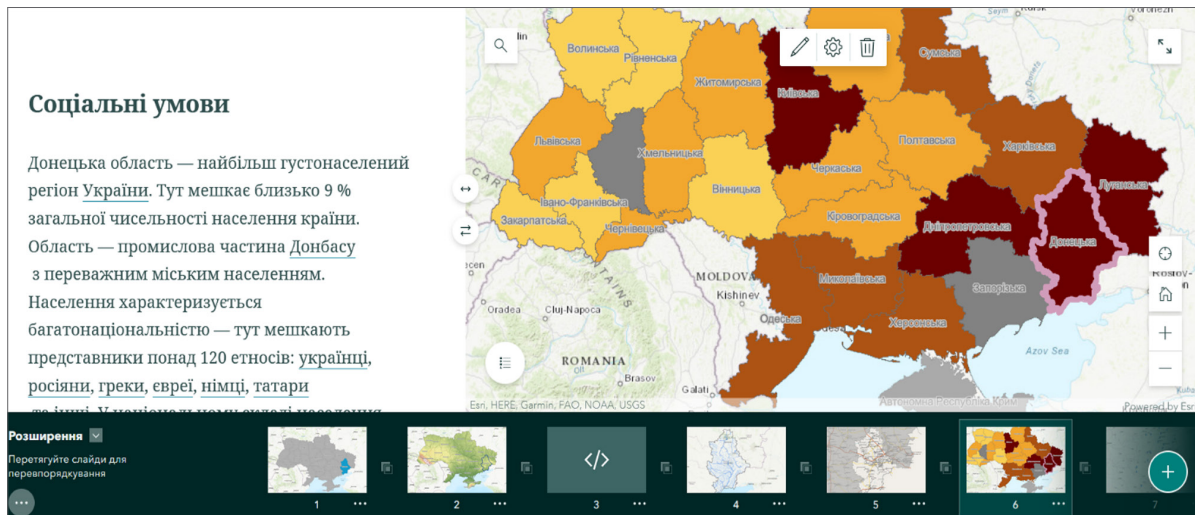 Соціальні умови
Донецька область — найбільш густонаселений
регіон України. Тут мешкає близько 9 %
загальної чисельності населення країни.
Область — промислова частина Донбасу
з переважним міським населенням.
Населення характеризується
багатонаціональністю — тут мешкають
представники понад 120 етносів: українці,
росіяни, греки, євреї, німці, татари
та інші. У національному складі населення
Волинська
Рівненська
Житомирська
Київська
Сумська
Львівська
Хмельницька
Полтавська
Харківська
Черкаська
Вінницька
Луганська
Івано-Франківська
Закарпатська
Чернівецька
Кіровоградська
Дніпропетровська
Донецька
MOLDOVA
Миколаївська
Запорізька
Kishinev
Oradea
Cluj-Napoca
Одеська
Херсонська
ROMANIA
Brasov
Galati
Azov Sea
Автономна Республіка Крим
Esri, HERE, Garmin, FAO, NOAA, USGS
Powered by Esri
Розширення
Перетягуйте слайди для
перевпорядкування
</>
1
2
3
4
5
6
7